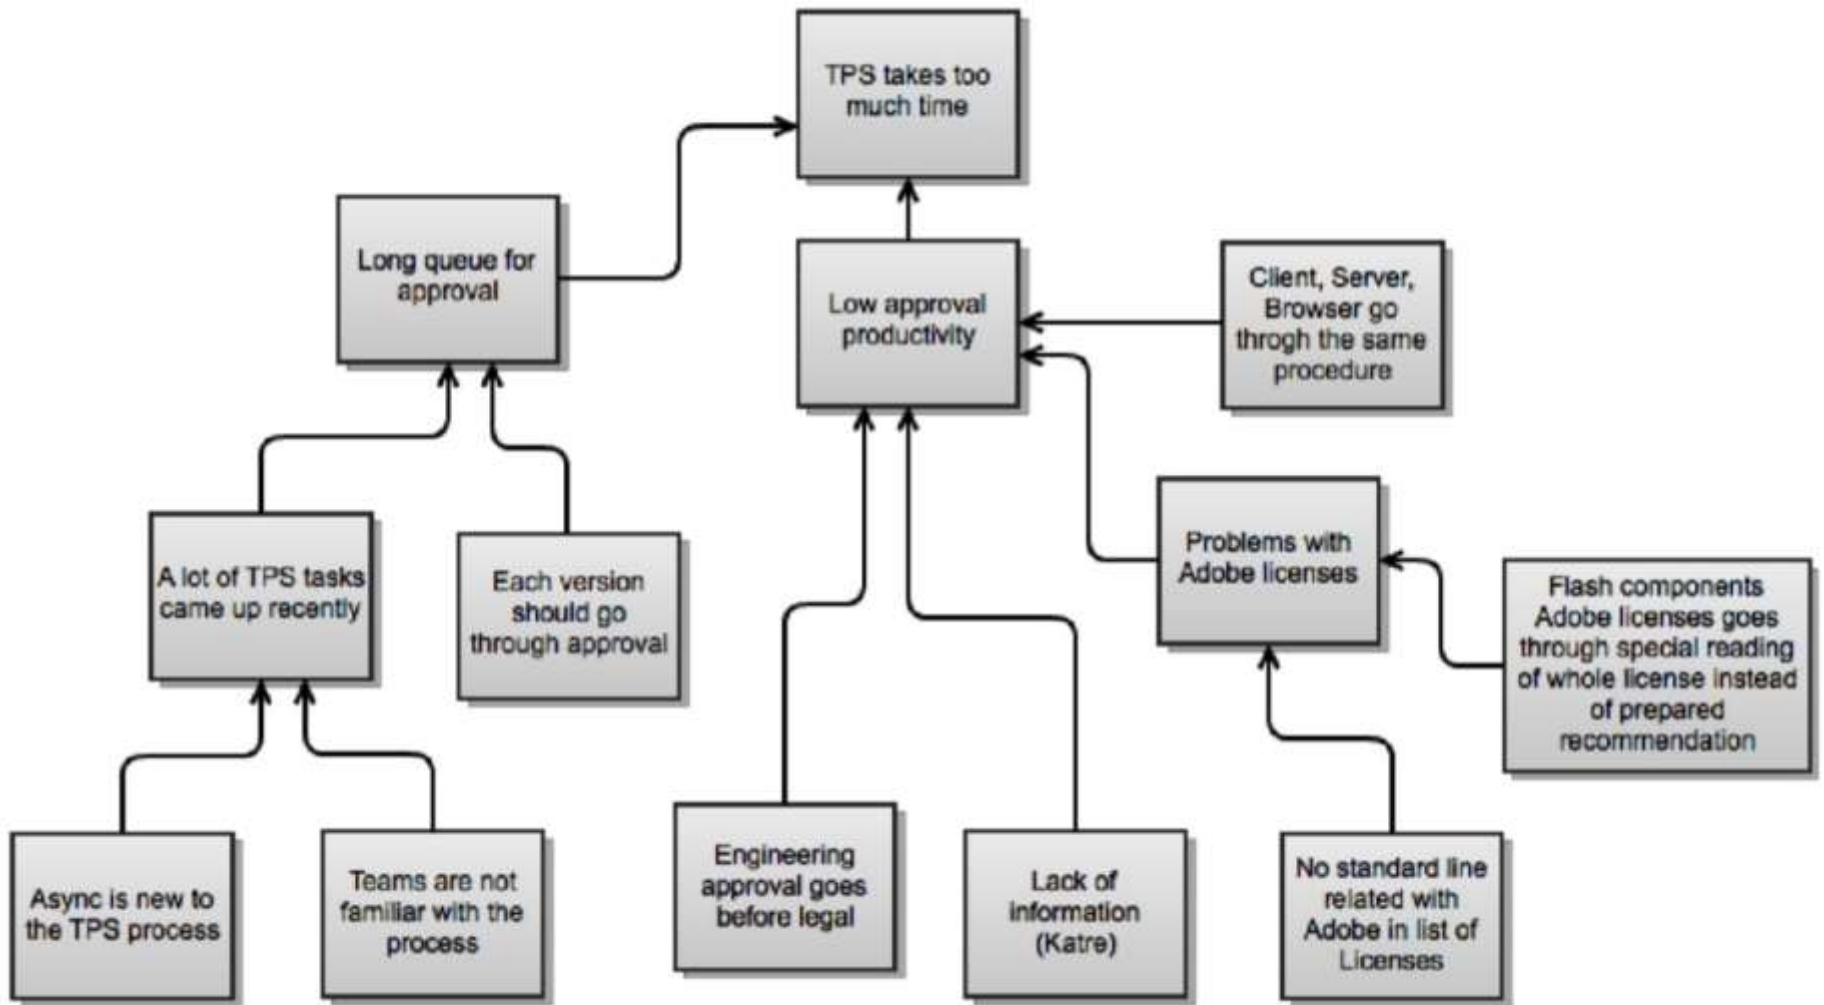 TPS takes too
much time
Long queue for
approval
Low approval
productivity
Client, Server,
Browser go
throgh the same
procedure
A lot of TPS tasks
came up recently
Each version
should go
through approval
Problems with
Adobe licenses
Flash components
Adobe licenses goes
through special reading
of whole license instead
of prepared
recommendation
Async is new to
the TPS process
Teams are not
familiar with the
process
Engineering
approval goes
before legal
Lack of
information
(Katre)
No standard line
related with
Adobe in list of
Licenses